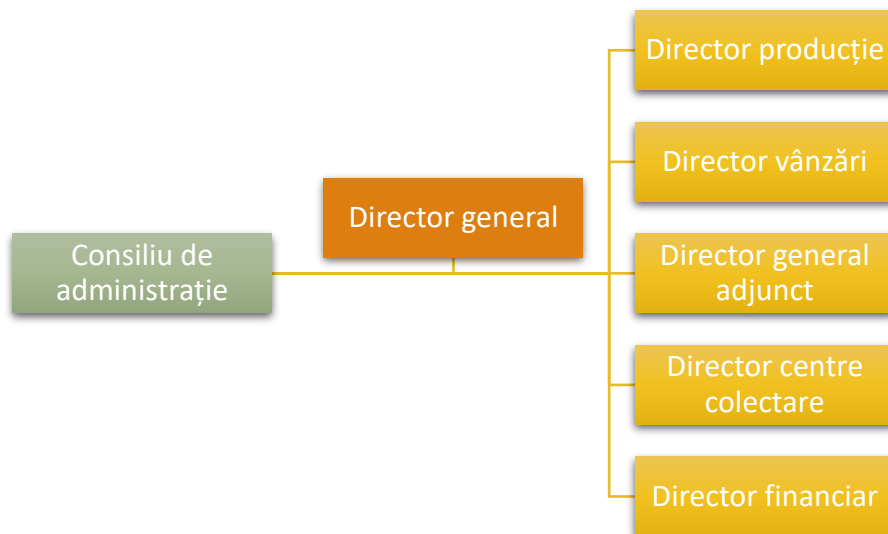 Consiliu de
administrație
Director general
Director producție
Director vânzări
Director general
adjunct
Director centre
colectare
Director financiar